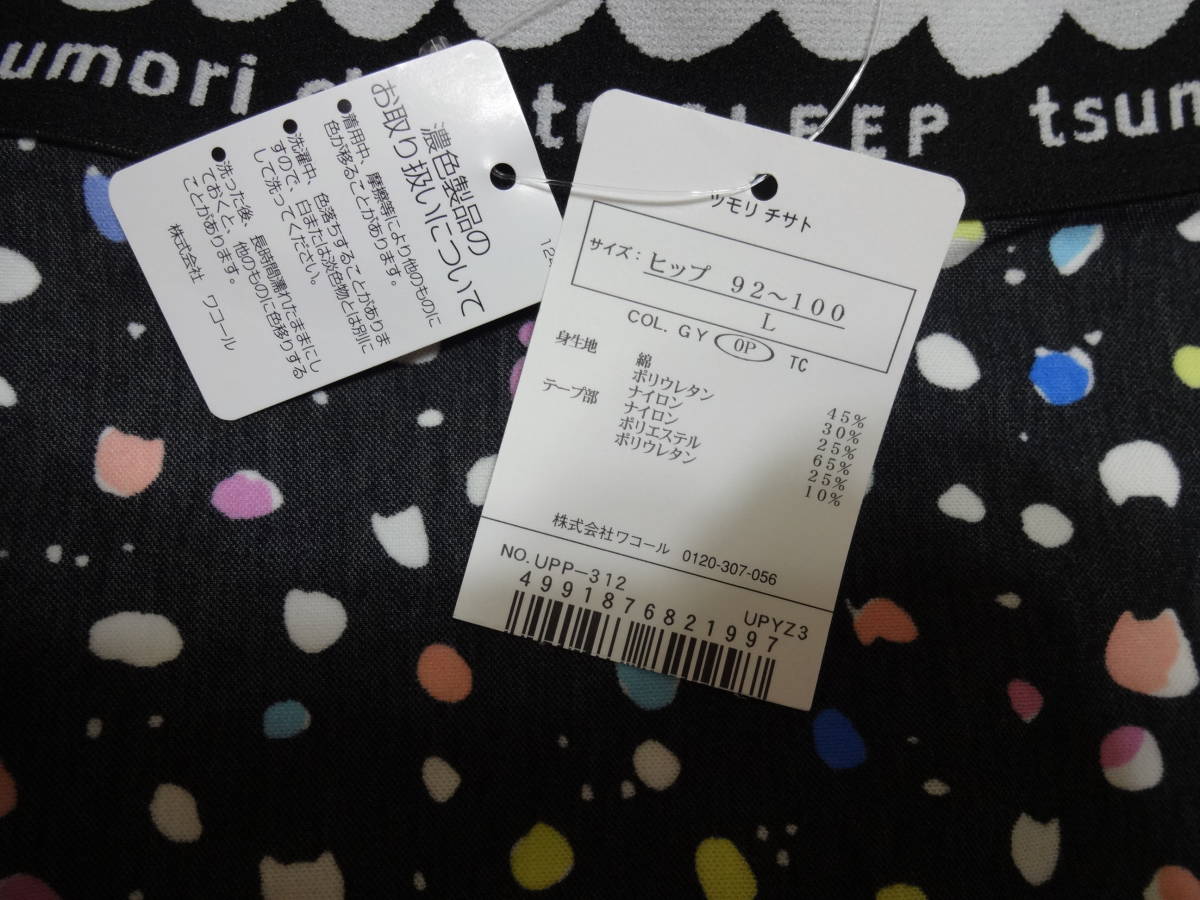 umori
SLEEP
tsum
濃色製品の
お取り扱いについて
●着用中、摩擦等により他のものに
色が移ることがあります。
●洗濯中、色落ちすることがありま
すので、白または淡色物とは別に
して洗ってください。
●洗った後、長時間濡れたままにし
ておくと、他のものに色移りする
ことがあります。
株式会社 ワコール
ツモリ チサト
サイズ: ヒップ 92〜100
L
COL. GY OP TC
身生地 綿 45%
ポリウレタン 30%
ナイロン 25%
テープ部 ナイロン 65%
ポリエステル 25%
ポリウレタン 10%
株式会社ワコール 0120-307-056
NO. UPP-312 UPYZ3
4991876821997